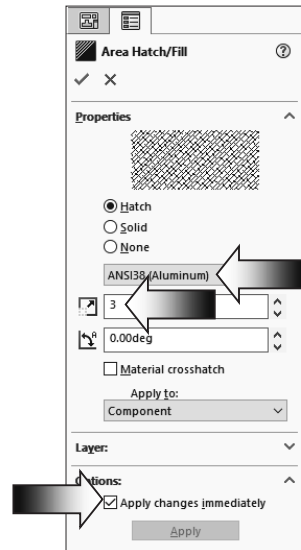 Area Hatch/Fill
Properties
Hatch
Solid
None
ANSI38 (Aluminum)
3
0.00deg
Material crosshatch
Apply to:
Component
Layer:
Options:
Apply changes immediately
Apply